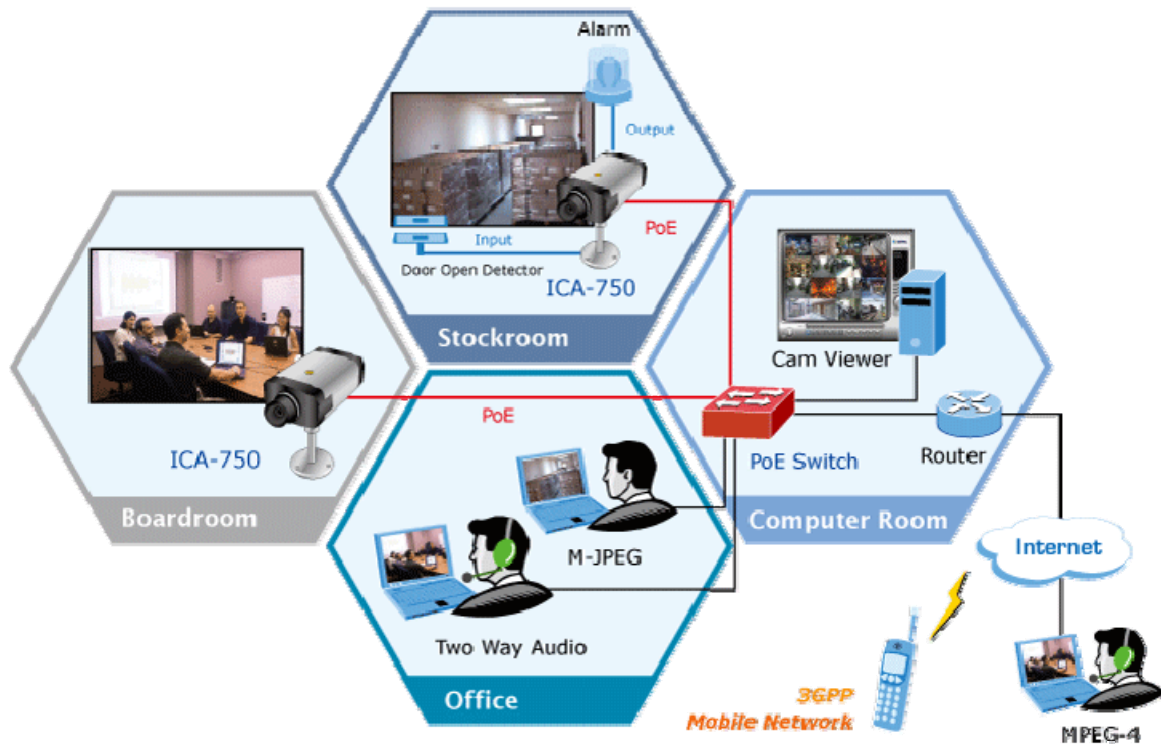 Alarm
Output
PoE
Input
Door Open Detector
ICA-750
Stockroom
ICA-750
Boardroom
PoE
Cam Viewer
PoE Switch
Router
Computer Room
M-JPEG
Two Way Audio
Office
Internet
3GPP
Mobile Network
MPEG-4